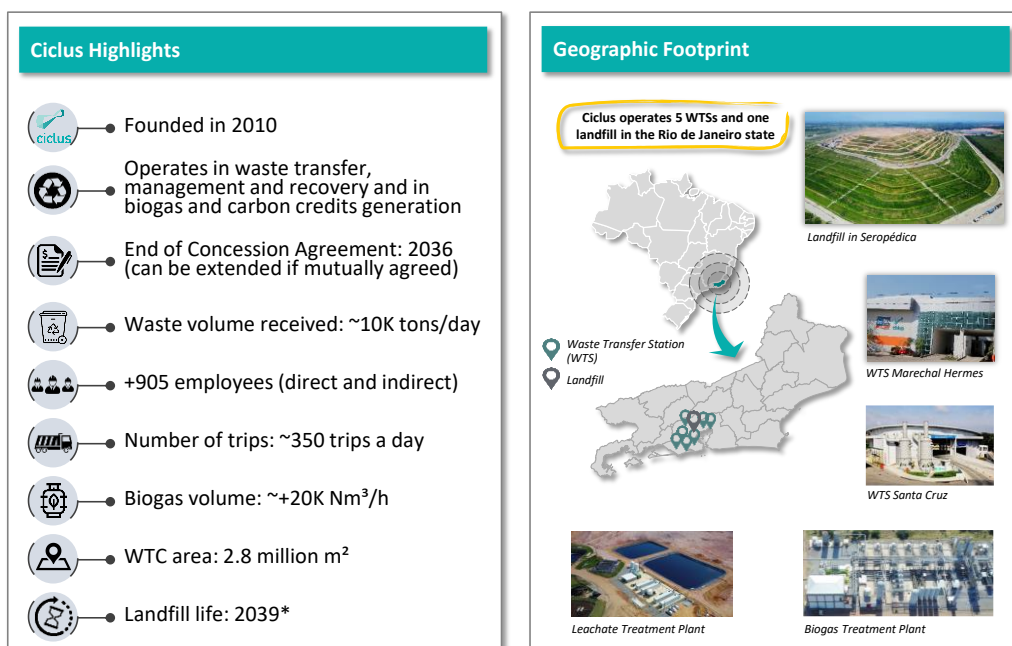 Ciclus Highlights
ciclus
Founded in 2010
Operates in waste transfer,
management and recovery and in
biogas and carbon credits generation
End of Concession Agreement: 2036
(can be extended if mutually agreed)
Waste volume received: ~10K tons/day
+905 employees (direct and indirect)
Number of trips: ~350 trips a day
Biogas volume: ~+20K Nm³/h
WTC area: 2.8 million m²
Landfill life: 2039*
Geographic Footprint
Ciclus operates 5 WTSs and one
landfill in the Rio de Janeiro state
Landfill in Seropédica
Waste Transfer Station
(WTS)
Landfill
WTS Marechal Hermes
WTS Santa Cruz
Leachate Treatment Plant
Biogas Treatment Plant